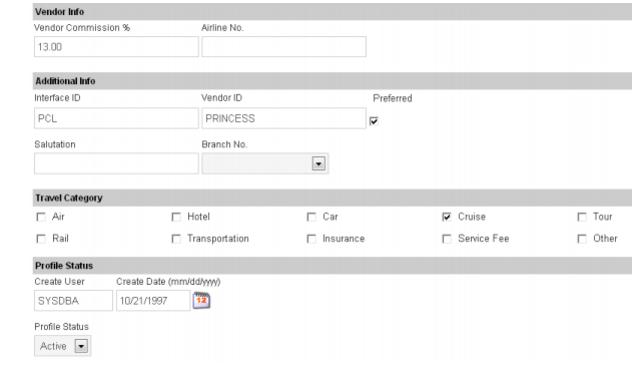 Vendor Info
Vendor Commission % Airline No.
13.00
Additional Info
Interface ID Vendor ID Preferred
PCL PRINCESS
Salutation Branch No.
Travel Category
Air Hotel Car Cruise Tour
Rail Transportation Insurance Service Fee Other
Profile Status
Create User Create Date (mm/dd/yyyy)
SYSDBA 10/21/1997 12
Profile Status
Active